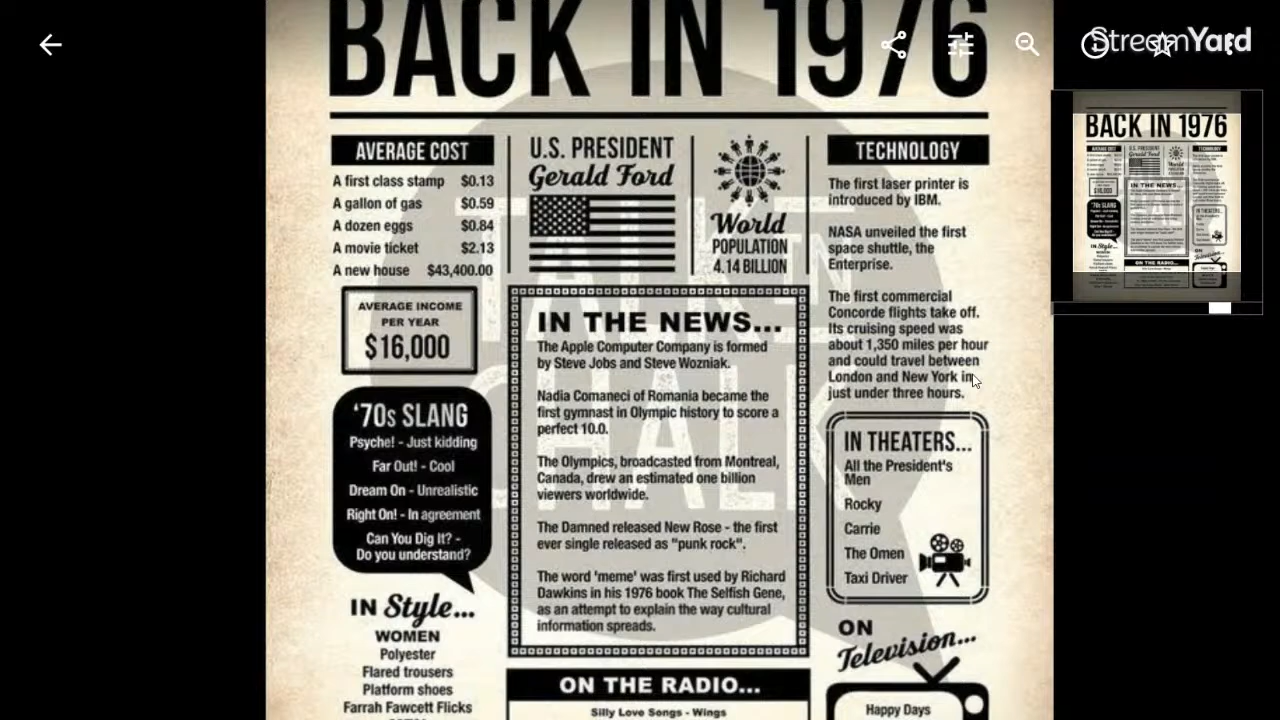 StreamYard
BACK IN 1976
AVERAGE COST
A first class stamp $0.13
A gallon of gas $0.59
A dozen eggs $0.84
A movie ticket $2.13
A new house $43,400.00
AVERAGE INCOME
PER YEAR
$16,000
'70s SLANG
Psyche! - Just kidding
Far Out! - Cool
Dream On - Unrealistic
Right On! - In agreement
Can You Dig It? -
Do you understand?
IN Style...
WOMEN
Polyester
Flared trousers
Platform shoes
Farrah Fawcett Flicks
U.S. PRESIDENT
Gerald Ford
World
POPULATION
4.14 BILLION
IN THE NEWS...
The Apple Computer Company is formed
by Steve Jobs and Steve Wozniak.
Nadia Comaneci of Romania became the
first gymnast in Olympic history to score a
perfect 10.0.
The Olympics, broadcasted from Montreal,
Canada, drew an estimated one billion
viewers worldwide.
The Damned released New Rose - the first
ever single released as "punk rock".
The word 'meme' was first used by Richard
Dawkins in his 1976 book The Selfish Gene,
as an attempt to explain the way cultural
information spreads.
ON THE RADIO...
Silly Love Songs - Wings
TECHNOLOGY
The first laser printer is
introduced by IBM.
NASA unveiled the first
space shuttle, the
Enterprise.
The first commercial
Concorde flights take off.
Its cruising speed was
about 1,350 miles per hour
and could travel between
London and New York in
just under three hours.
IN THEATERS...
All the President's
Men
Rocky
Carrie
The Omen
Taxi Driver
ON
Television...
Happy Days
BACK IN 1976